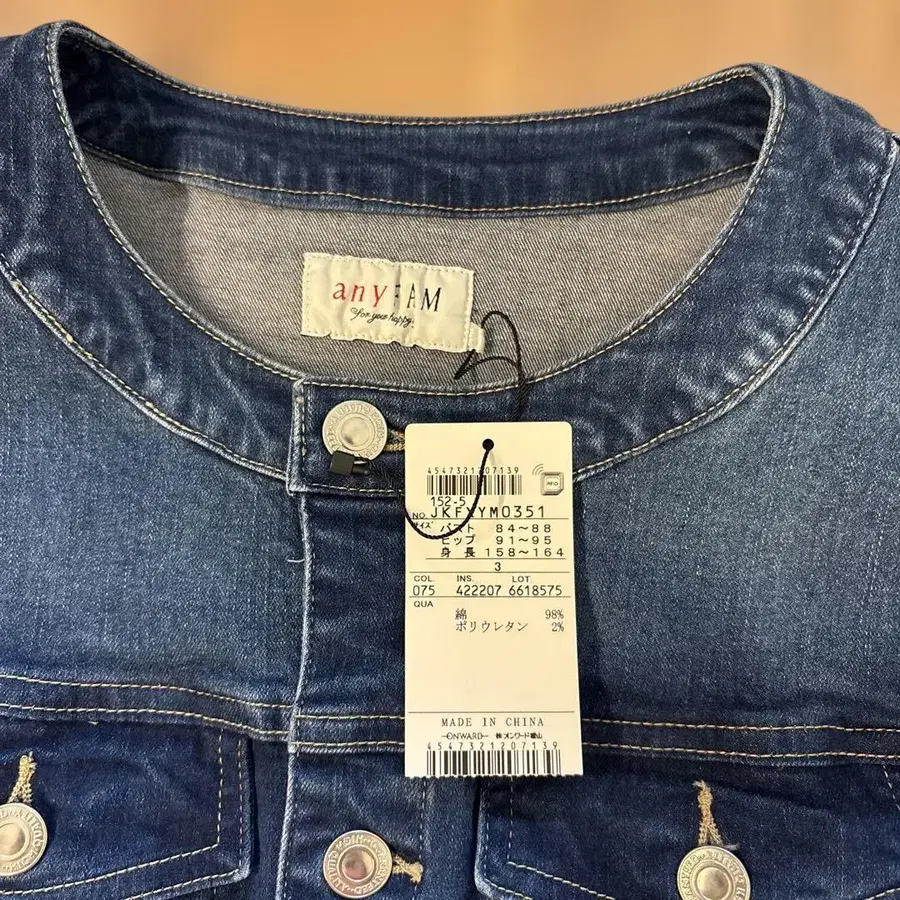 anyFAM
for your happy
4547321207139
RFID
152-5
NO. JKFXYM0351
サイズ バスト 84～88
ヒップ 91～95
身長 158～164
3
COL. INS. LOT
075 422207 6618575
QUA
綿 98%
ポリウレタン 2%
MADE IN CHINA
ONWARD 株オンワード樫山
4547321207139